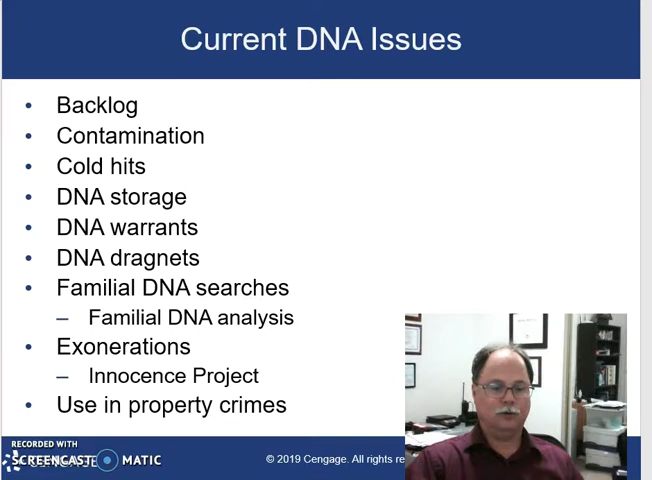 Current DNA Issues
• Backlog
• Contamination
• Cold hits
• DNA storage
• DNA warrants
• DNA dragnets
• Familial DNA searches
– Familial DNA analysis
• Exonerations
– Innocence Project
• Use in property crimes
RECORDED WITH
SCREENCAST MATIC
© 2019 Cengage. All rights re